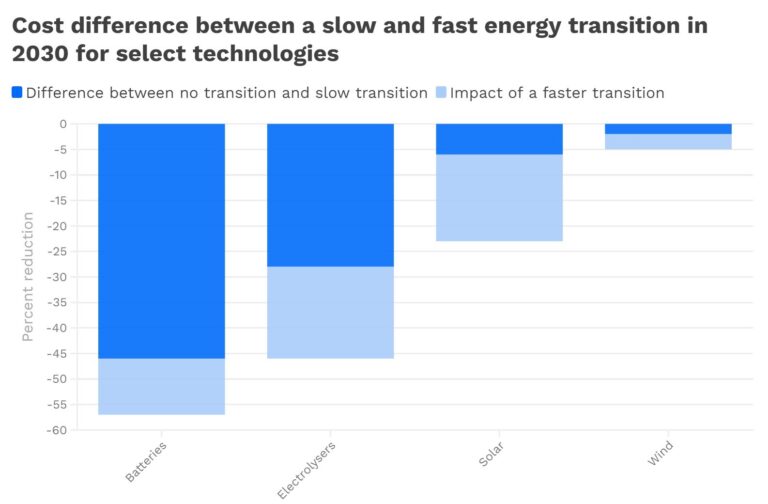 Cost difference between a slow and fast energy transition in
2030 for select technologies
Difference between no transition and slow transition Impact of a faster transition
Percent reduction
0
-5
-10
-15
-20
-25
-30
-35
-40
-45
-50
-55
-60
Batteries
Electrolysers
Solar
Wind